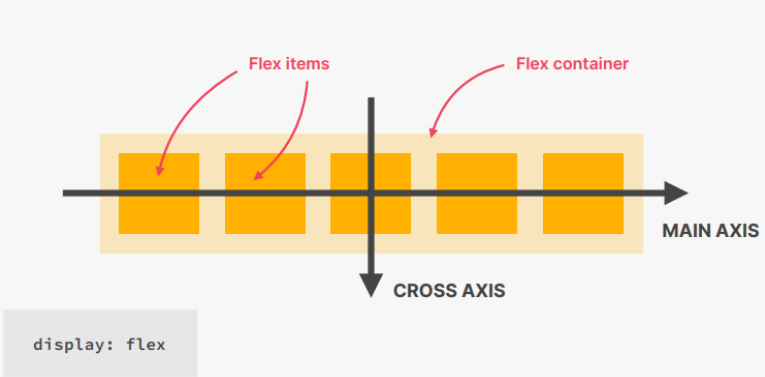 Flex items
Flex container
MAIN AXIS
CROSS AXIS
display: flex